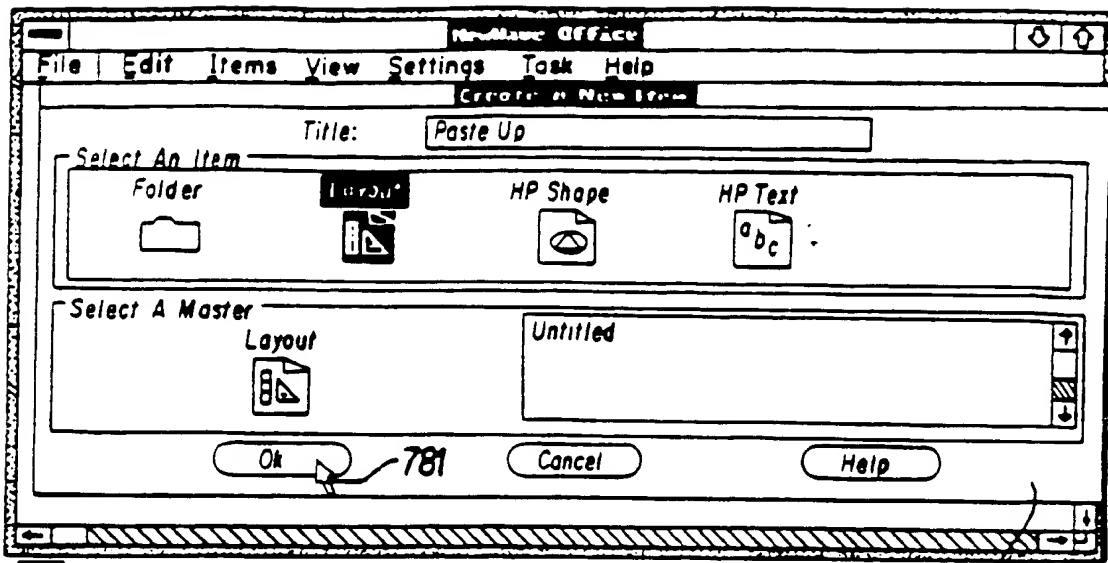 NewWave Office
File Edit Items View Settings Task Help
Create a New Item
Title: Paste Up
Select An Item
Folder Layout HP Shape HP Text
abc
Select A Master
Layout Untitled
Ok 781 Cancel Help